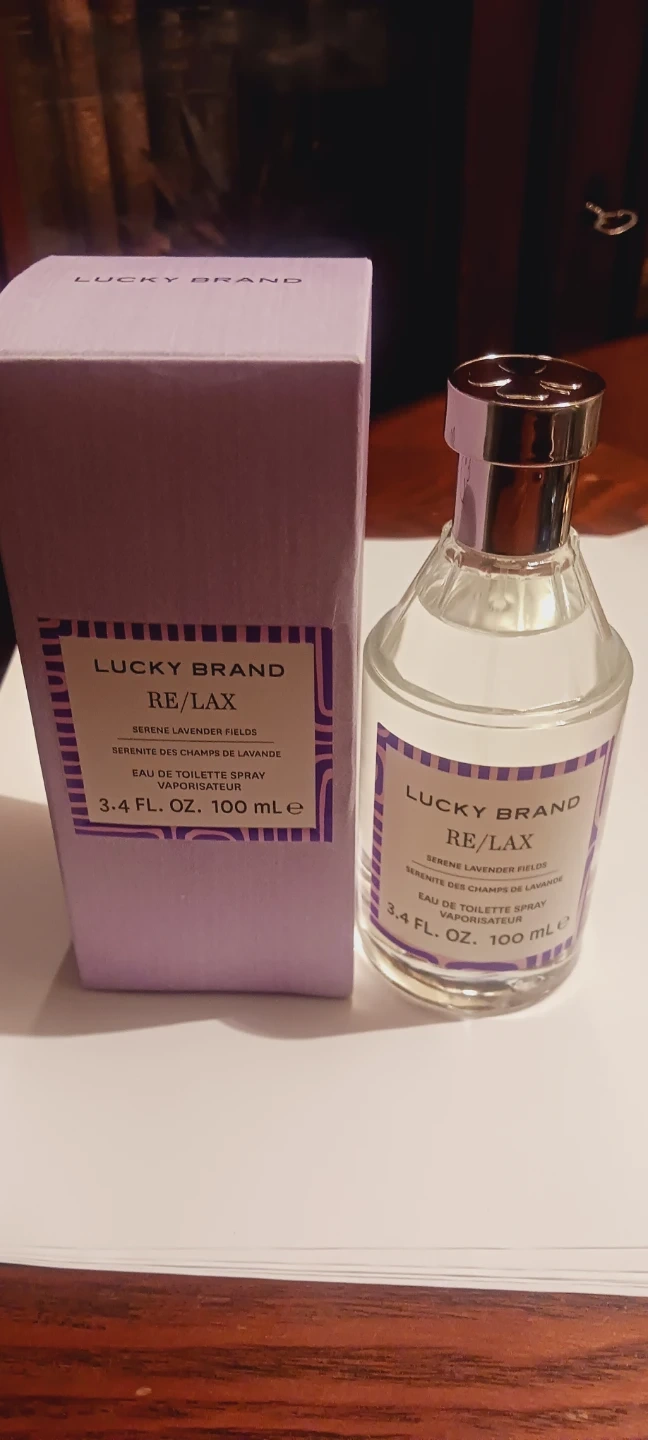 LUCKY BRAND
LUCKY BRAND
RE/LAX
SERENE LAVENDER FIELDS
SERENITE DES CHAMPS DE LAVANDE
EAU DE TOILETTE SPRAY
VAPORISATEUR
3.4 FL. OZ. 100 mL ℮
LUCKY BRAND
RE/LAX
SERENE LAVENDER FIELDS
SERENITE DES CHAMPS DE LAVANDE
EAU DE TOILETTE SPRAY
VAPORISATEUR
3.4 FL. OZ. 100 mL ℮